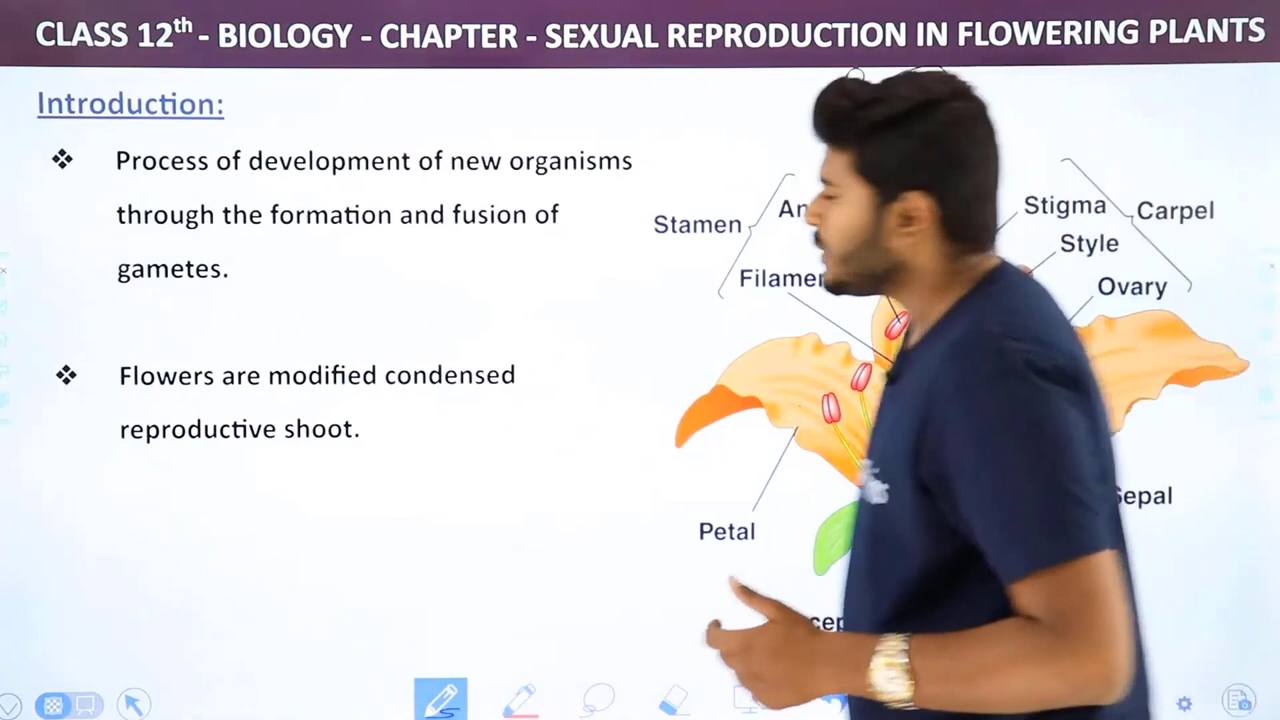 CLASS 12th - BIOLOGY - CHAPTER - SEXUAL REPRODUCTION IN FLOWERING PLANTS
Introduction:
❖ Process of development of new organisms
through the formation and fusion of
gametes.
❖ Flowers are modified condensed
reproductive shoot.
Stamen
Stigma
Carpel
Style
Ovary
Petal